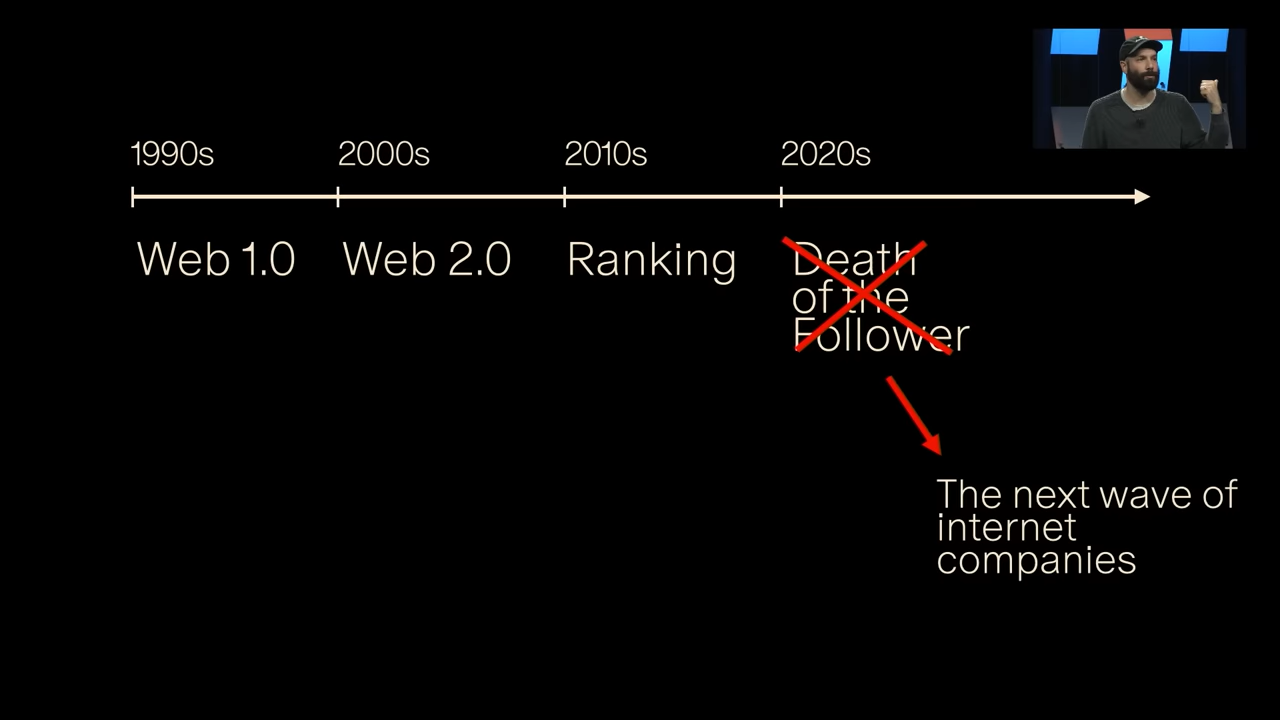 1990s
2000s
2010s
2020s
Web 1.0
Web 2.0
Ranking
Death
of the
Follower
The next wave of
internet
companies